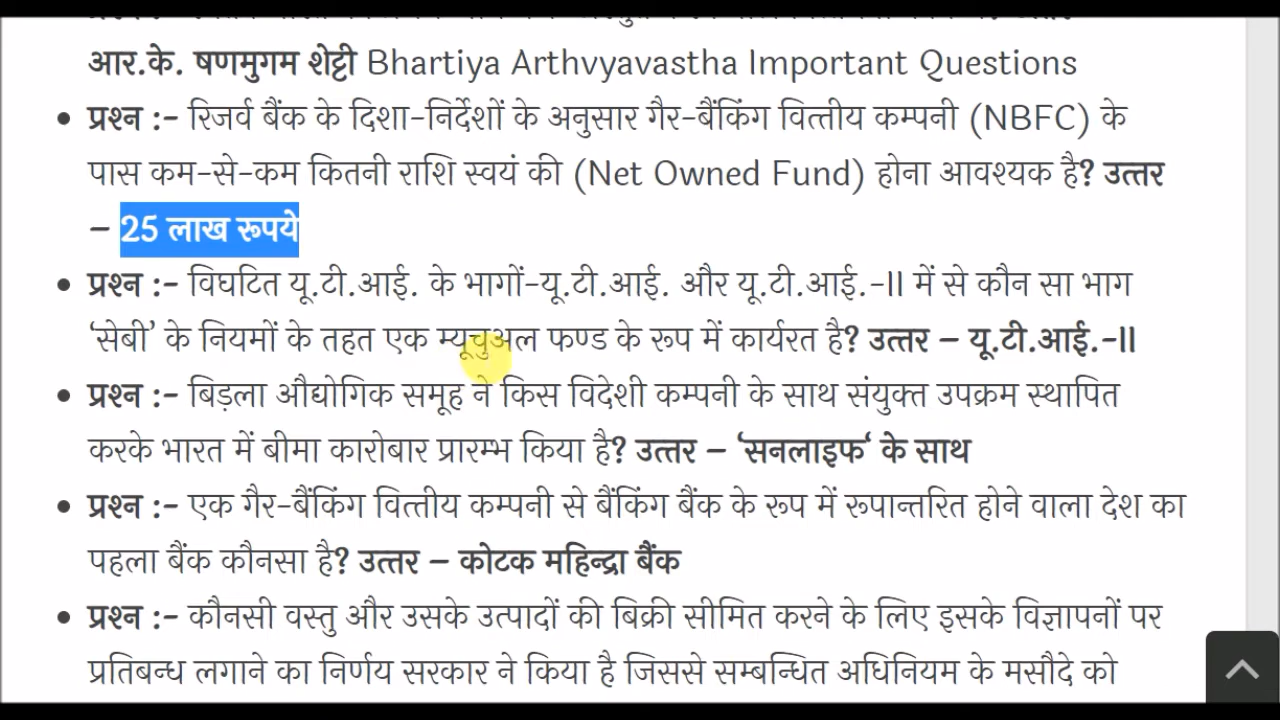 आर.के. षणमुगम शेट्टी Bhartiya Arthvyavastha Important Questions
• प्रश्न :- रिजर्व बैंक के दिशा-निर्देशों के अनुसार गैर-बैंकिंग वित्तीय कम्पनी (NBFC) के
पास कम-से-कम कितनी राशि स्वयं की (Net Owned Fund) होना आवश्यक है? उत्तर
– 25 लाख रूपये
• प्रश्न :- विघटित यू.टी.आई. के भागों-यू.टी.आई. और यू.टी.आई.-II में से कौन सा भाग
‘सेबी’ के नियमों के तहत एक म्यूचुअल फण्ड के रूप में कार्यरत है? उत्तर – यू.टी.आई.-II
• प्रश्न :- बिड़ला औद्योगिक समूह ने किस विदेशी कम्पनी के साथ संयुक्त उपक्रम स्थापित
करके भारत में बीमा कारोबार प्रारम्भ किया है? उत्तर – ‘सनलाइफ‘ के साथ
• प्रश्न :- एक गैर-बैंकिंग वित्तीय कम्पनी से बैंकिंग बैंक के रूप में रूपान्तरित होने वाला देश का
पहला बैंक कौनसा है? उत्तर – कोटक महिन्द्रा बैंक
• प्रश्न :- कौनसी वस्तु और उसके उत्पादों की बिक्री सीमित करने के लिए इसके विज्ञापनों पर
प्रतिबन्ध लगाने का निर्णय सरकार ने किया है जिससे सम्बन्धित अधिनियम के मसौदे को